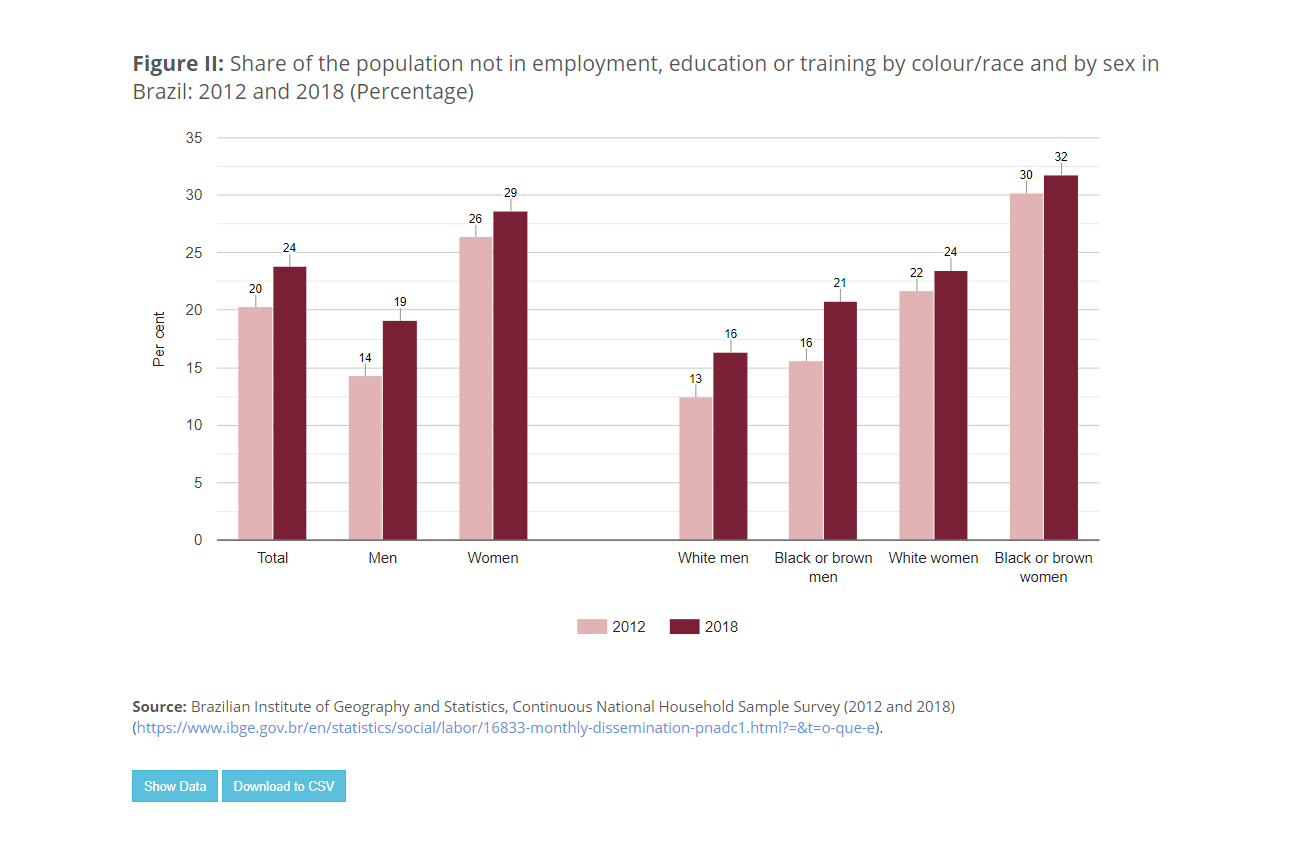 Figure II: Share of the population not in employment, education or training by colour/race and by sex in
Brazil: 2012 and 2018 (Percentage)
35
30
25
20
15
10
5
0
Per cent
20
24
14
19
26
29
13
16
16
21
22
24
30
32
Total
Men
Women
White men
Black or brown
men
White women
Black or brown
women
2012
2018
Source: Brazilian Institute of Geography and Statistics, Continuous National Household Sample Survey (2012 and 2018)
(https://www.ibge.gov.br/en/statistics/social/labor/16833-monthly-dissemination-pnadc1.html?=&t=o-que-e).
Show Data
Download to CSV